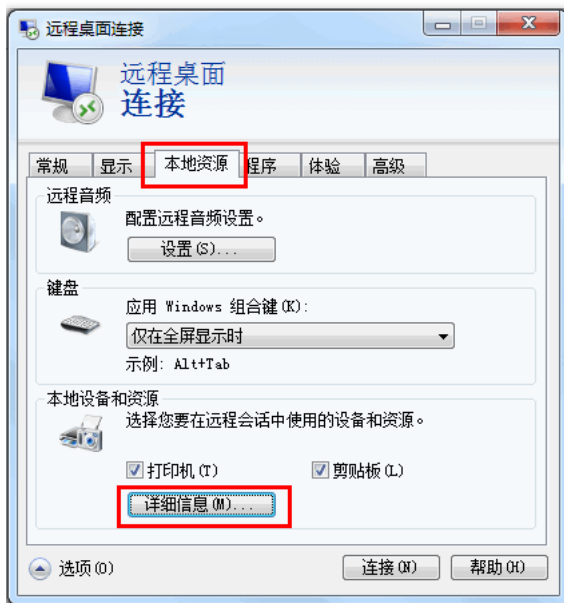 远程桌面连接
远程桌面
连接
常规 显示 本地资源 程序 体验 高级
远程音频
配置远程音频设置。
设置(S)...
键盘
应用 Windows 组合键(K):
仅在全屏显示时
示例: Alt+Tab
本地设备和资源
选择您要在远程会话中使用的设备和资源。
打印机(T) 剪贴板(L)
详细信息(M)...
选项(O) 连接(N) 帮助(H)